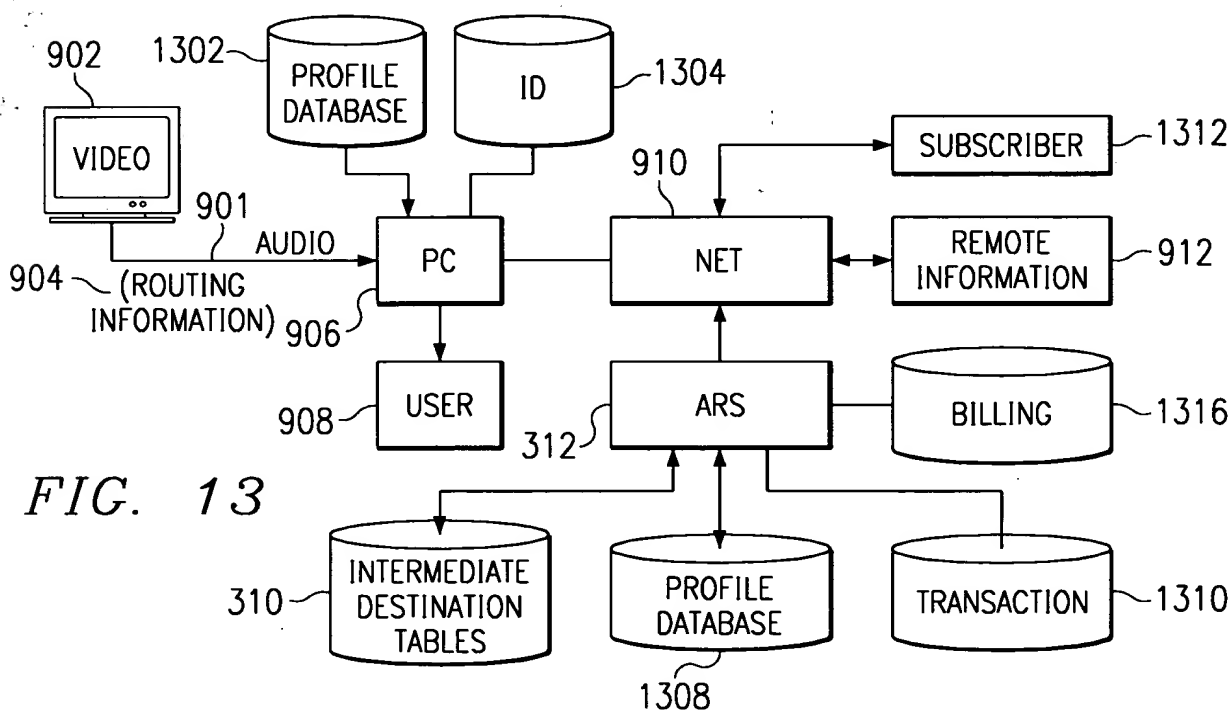 902
1302
PROFILE
DATABASE
ID
1304
VIDEO
910
SUBSCRIBER
1312
901
AUDIO
904
(ROUTING
INFORMATION)
PC
906
NET
REMOTE
INFORMATION
912
USER
908
ARS
312
BILLING
1316
FIG. 13
INTERMEDIATE
DESTINATION
TABLES
310
PROFILE
DATABASE
1308
TRANSACTION
1310